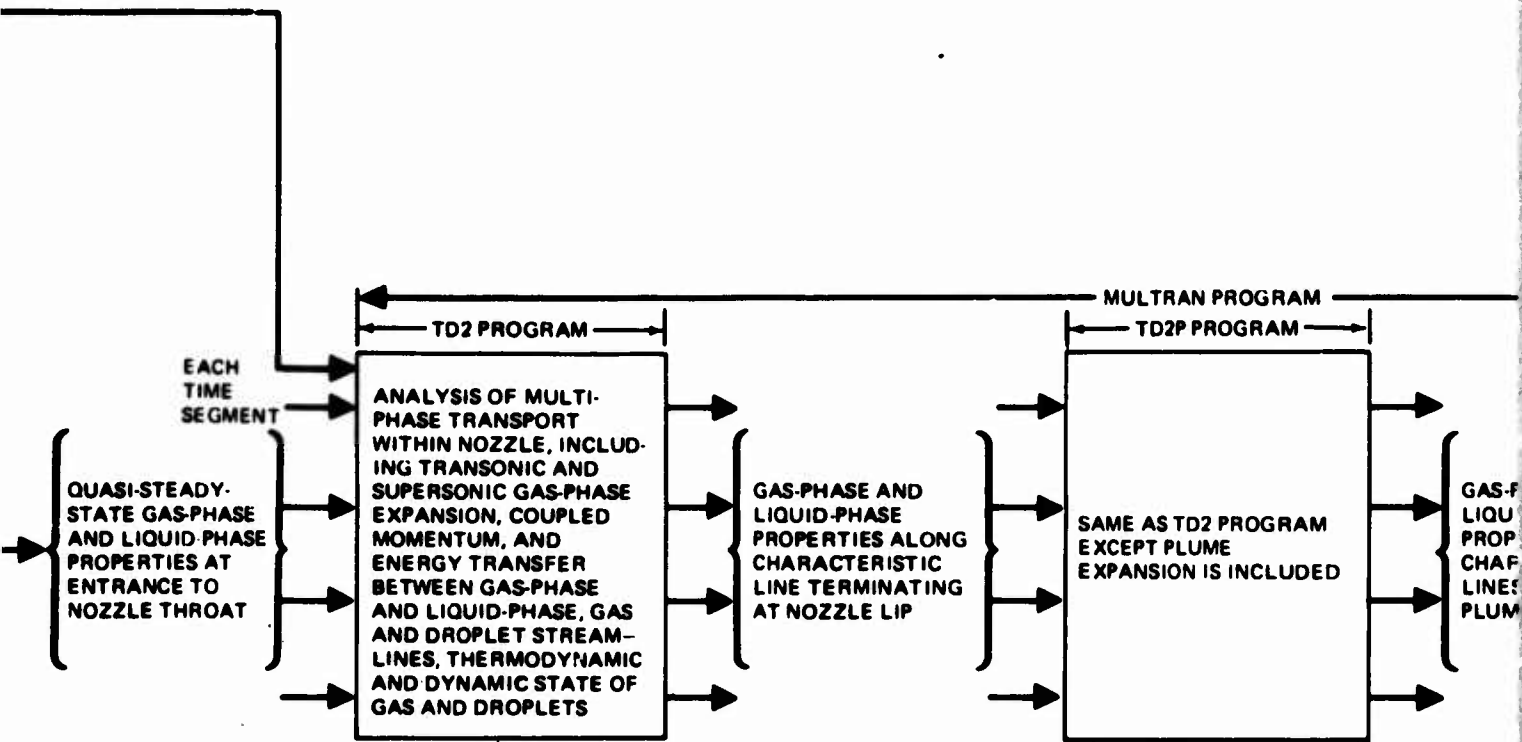 MULTRAN PROGRAM
TD2 PROGRAM
TD2P PROGRAM
EACH
TIME
SEGMENT
QUASI-STEADY-
STATE GAS-PHASE
AND LIQUID-PHASE
PROPERTIES AT
ENTRANCE TO
NOZZLE THROAT
ANALYSIS OF MULTI-
PHASE TRANSPORT
WITHIN NOZZLE, INCLUD-
ING TRANSONIC AND
SUPERSONIC GAS-PHASE
EXPANSION, COUPLED
MOMENTUM, AND
ENERGY TRANSFER
BETWEEN GAS-PHASE
AND LIQUID-PHASE, GAS
AND DROPLET STREAM-
LINES, THERMODYNAMIC
AND DYNAMIC STATE OF
GAS AND DROPLETS
GAS-PHASE AND
LIQUID-PHASE
PROPERTIES ALONG
CHARACTERISTIC
LINE TERMINATING
AT NOZZLE LIP
SAME AS TD2 PROGRAM
EXCEPT PLUME
EXPANSION IS INCLUDED